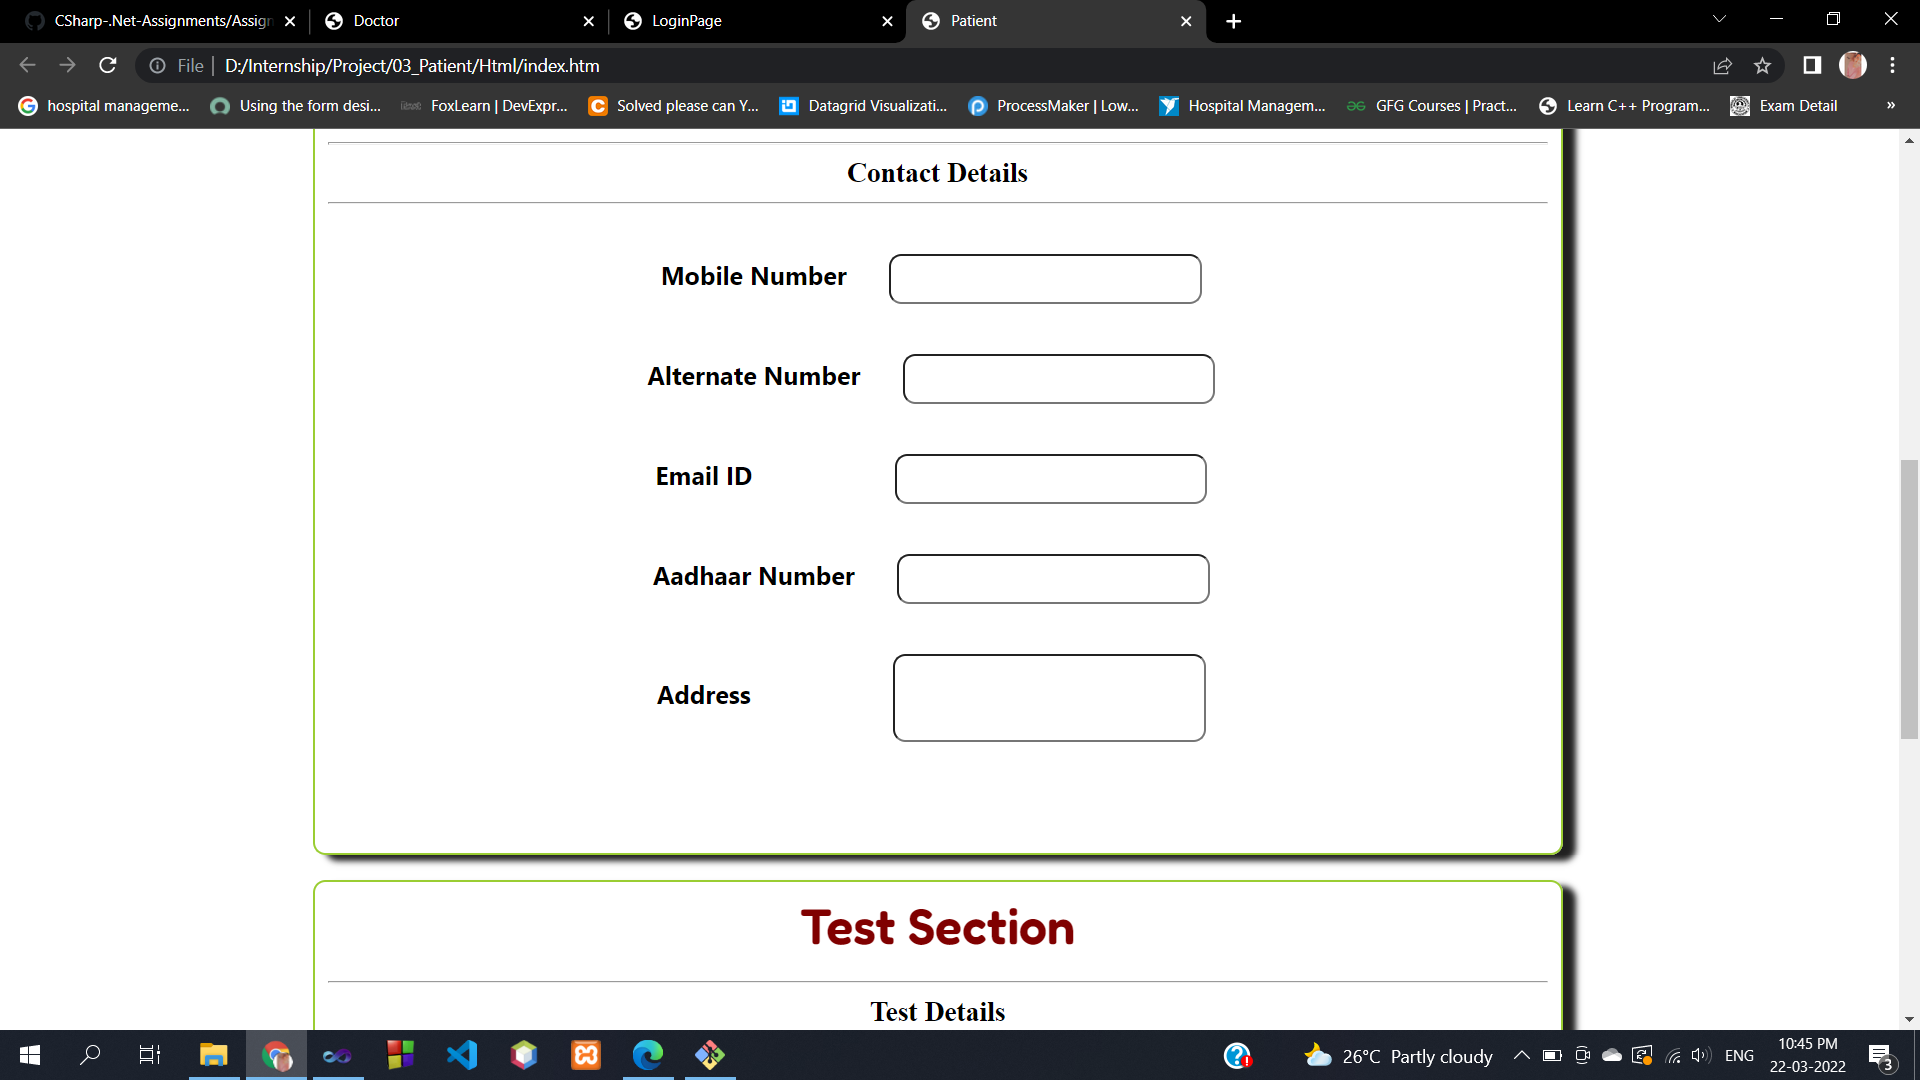 CSharp-.Net-Assignments/Assign
Doctor
LoginPage
Patient
File
D:/Internship/Project/03_Patient/Html/index.htm
hospital manageme...
Using the form desi...
FoxLearn | DevExpr...
Solved please can Y...
Datagrid Visualizati...
ProcessMaker | Low...
Hospital Managem...
GFG Courses | Pract...
Learn C++ Program...
Exam Detail
»
Contact Details
Mobile Number
Alternate Number
Email ID
Aadhaar Number
Address
Test Section
Test Details
26°C Partly cloudy
ENG
10:45 PM
22-03-2022
3